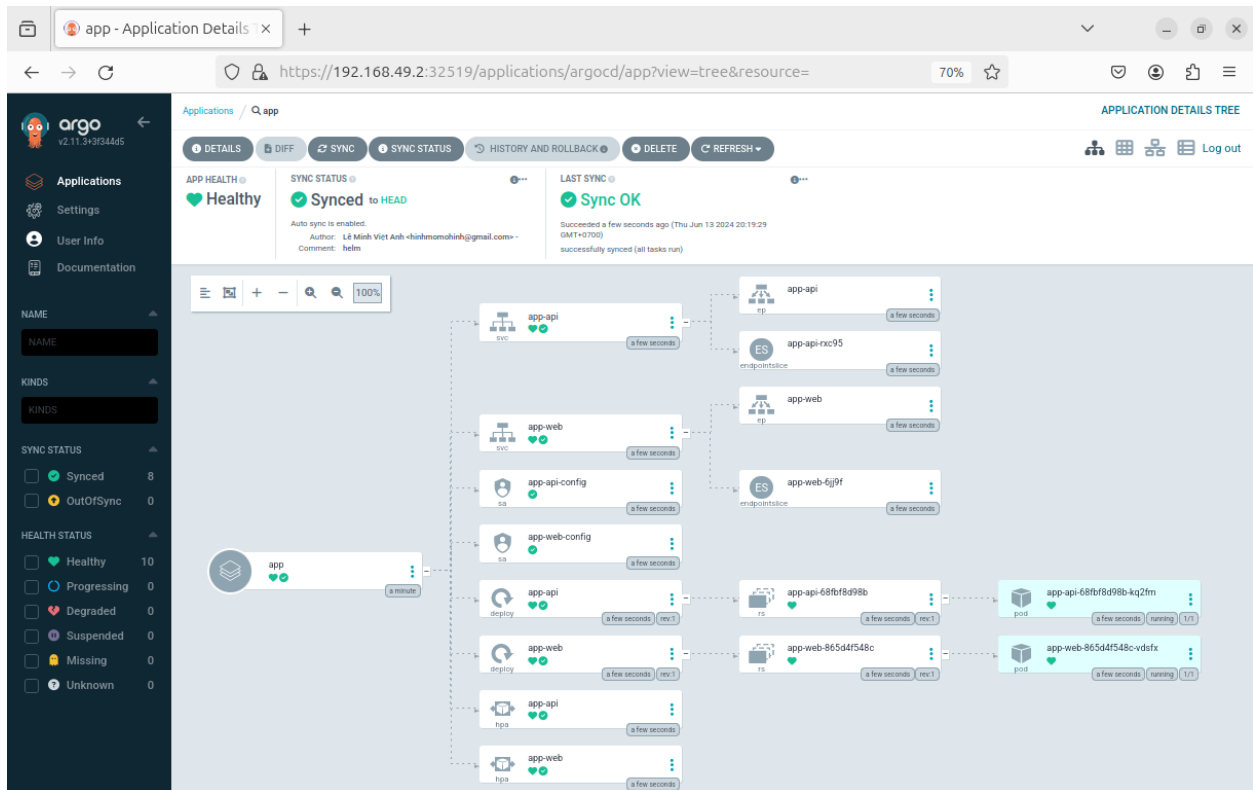 app - Application Details T
https://192.168.49.2:32519/applications/argocd/app?view=tree&resource=
70%
argo
v2.11.3+3f344d5
Applications
Settings
User Info
Documentation
NAME
NAME
KINDS
KINDS
SYNC STATUS
Synced 8
OutOfSync 0
HEALTH STATUS
Healthy 10
Progressing 0
Degraded 0
Suspended 0
Missing 0
Unknown 0
Applications / app
APPLICATION DETAILS TREE
DETAILS DIFF SYNC SYNC STATUS HISTORY AND ROLLBACK DELETE REFRESH
Log out
APP HEALTH
Healthy
SYNC STATUS
Synced to HEAD
Auto sync is enabled.
Author: Lê Minh Việt Anh <hinhmomohinh@gmail.com> -
Comment: helm
LAST SYNC
Sync OK
Succeeded a few seconds ago (Thu Jun 13 2024 20:19:29
GMT+0700)
successfully synced (all tasks run)
100%
app
a minute
app-api
svc
a few seconds
app-web
svc
a few seconds
app-api-config
sa
a few seconds
app-web-config
sa
a few seconds
app-api
deploy
a few seconds rev:1
app-web
deploy
a few seconds rev:1
app-api
hpa
a few seconds
app-web
hpa
a few seconds
app-api
ep
a few seconds
ES
app-api-rxc95
endpointslice
a few seconds
app-web
ep
a few seconds
ES
app-web-6jj9f
endpointslice
a few seconds
app-api-68fbf8d98b
rs
a few seconds rev:1
app-web-865d4f548c
rs
a few seconds rev:1
app-api-68fbf8d98b-kq2fm
pod
a few seconds running 1/1
app-web-865d4f548c-vdsfx
pod
a few seconds running 1/1